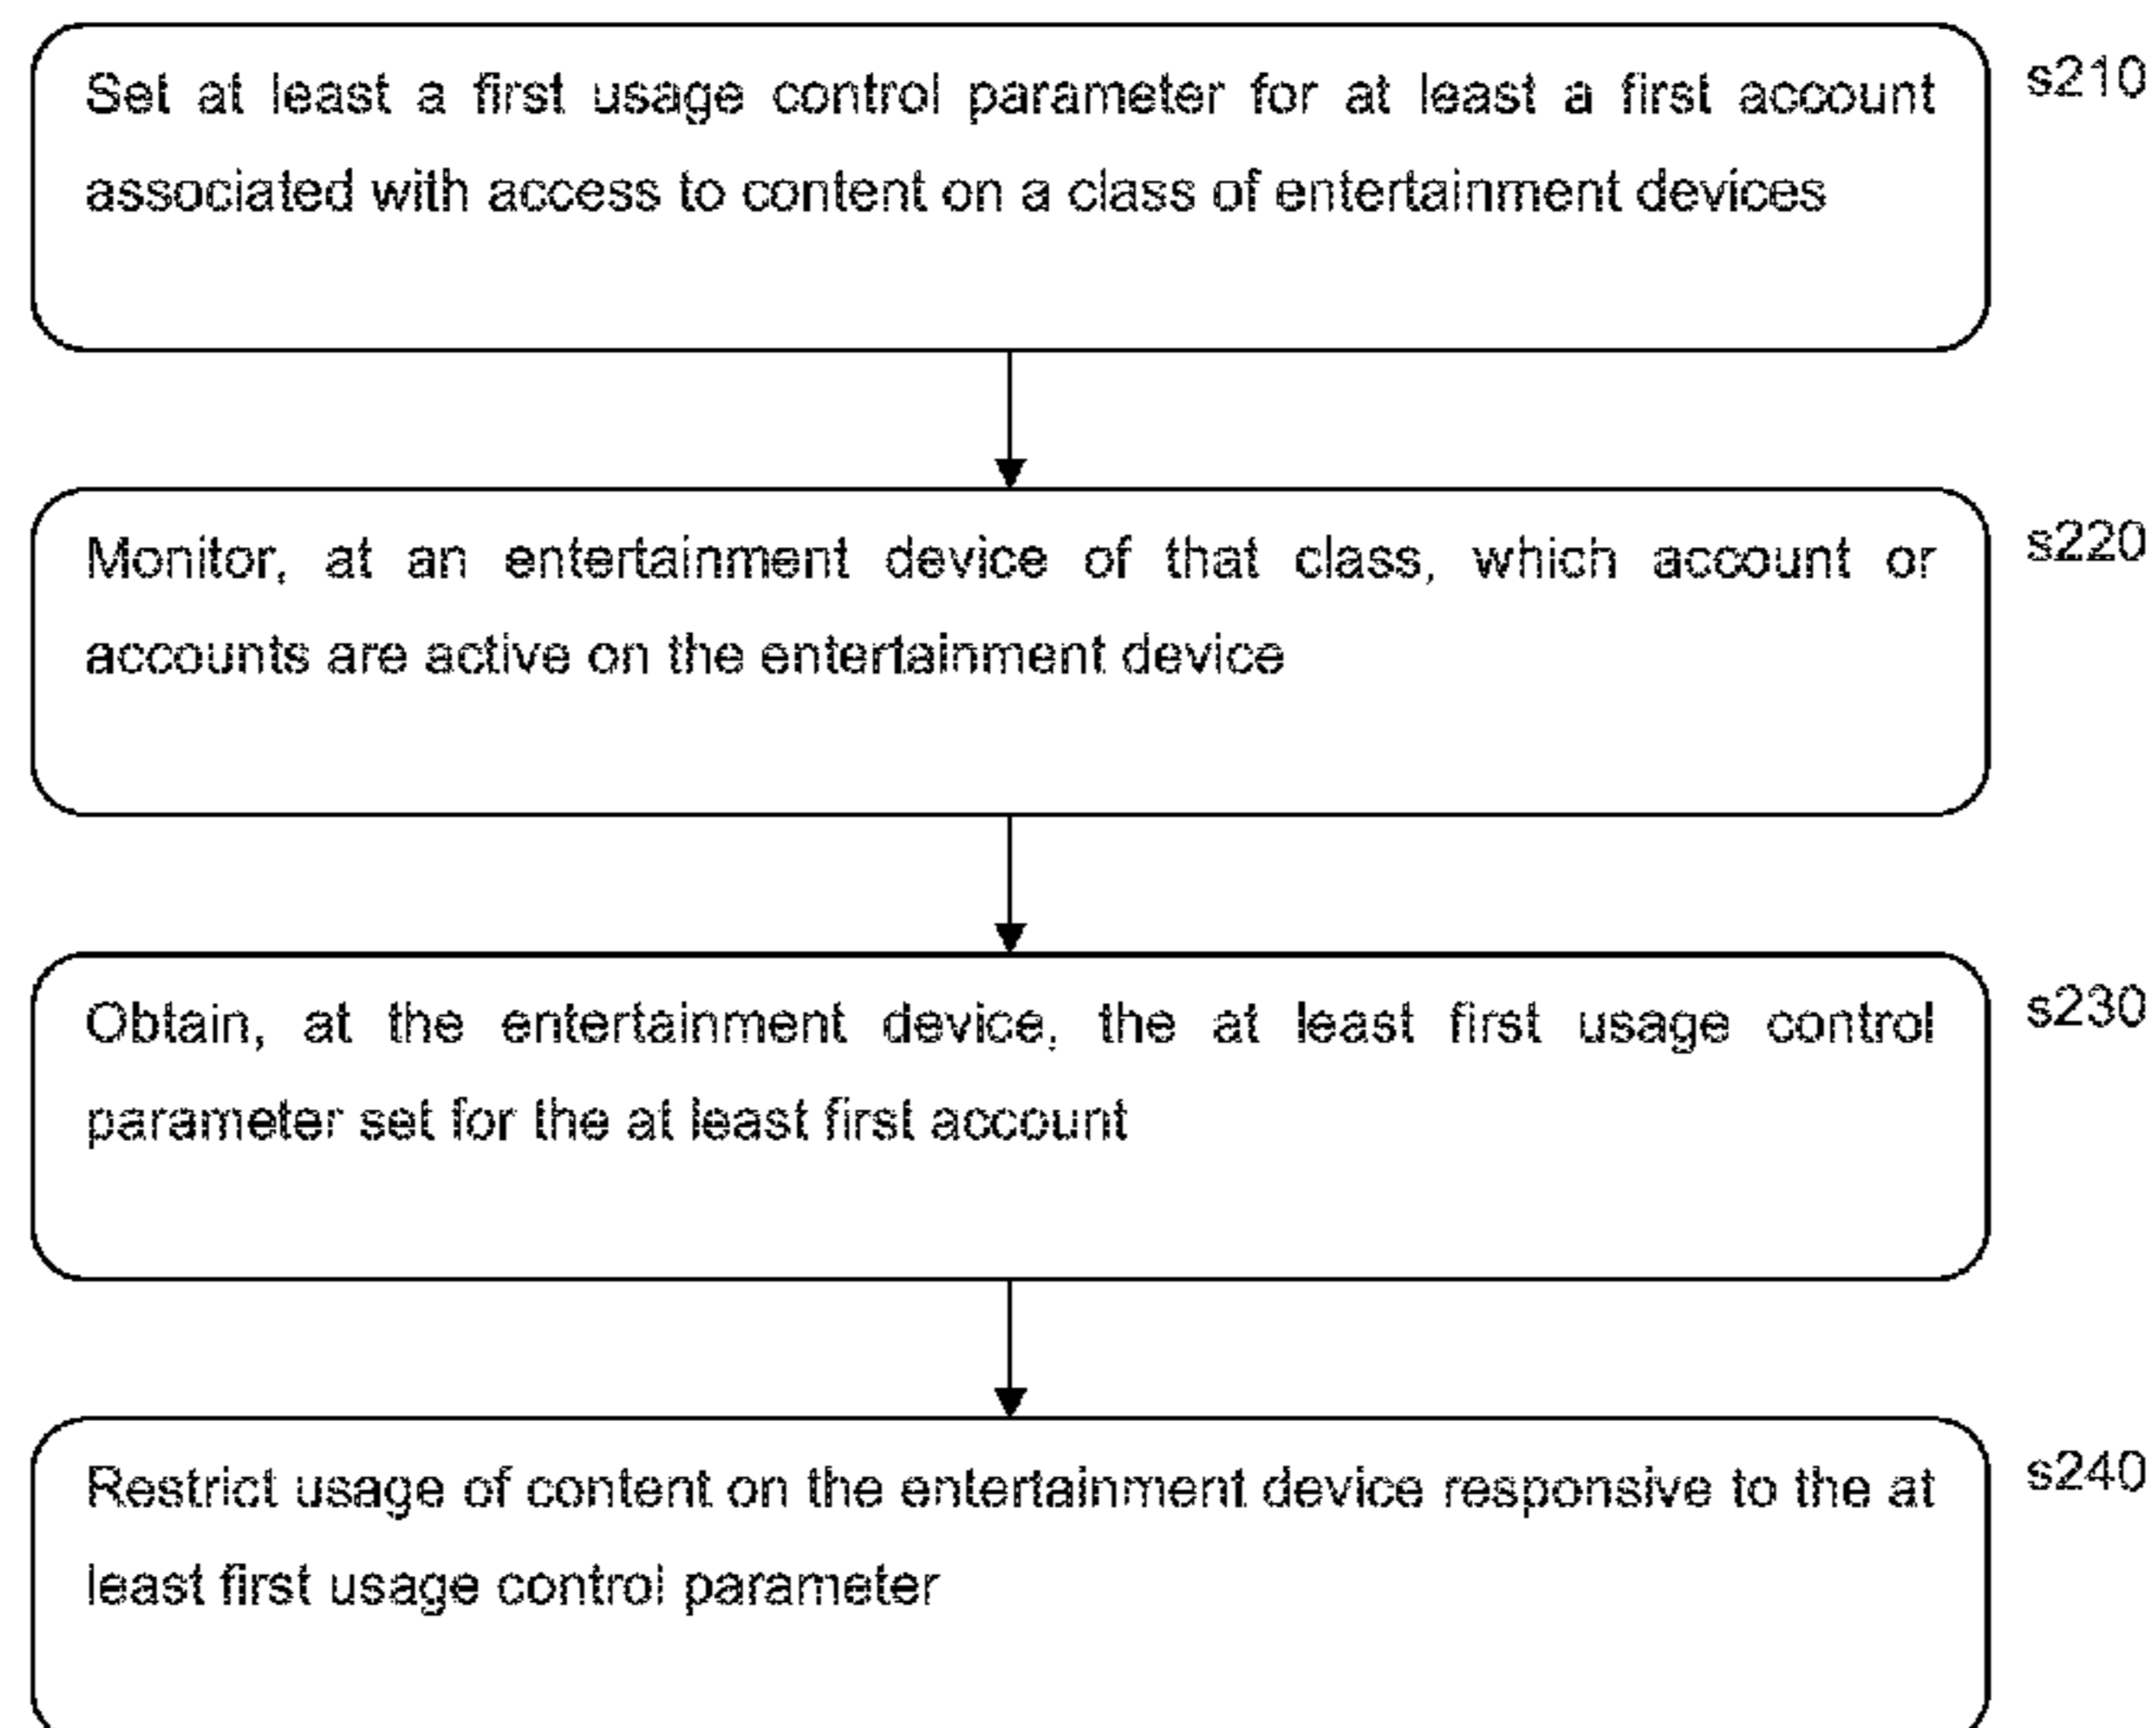 Set at least a first usage control parameter for at least a first account
s210
associated with access to content on a class of entertainment devices
Monitor, at an entertainment device of that class, which account or
s220
accounts are active on the entertainment device
Obtain, at the entertainment device, the at least first usage control
s230
parameter set for the at least first account
Restrict usage of content on the entertainment device responsive to the at
s240
least first usage control parameter